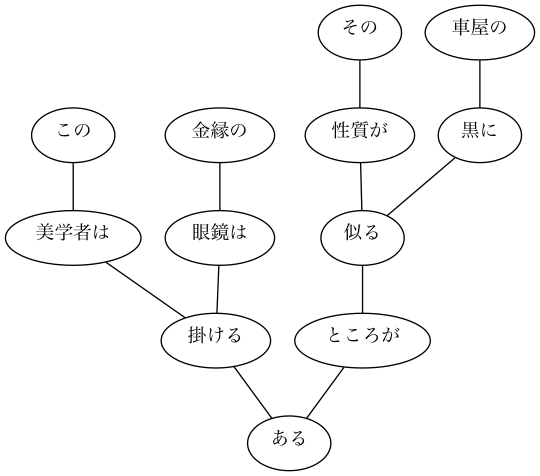 その
車屋の
この
金縁の
性質が
黒に
美学者は
眼鏡は
似る
掛ける
ところが
ある